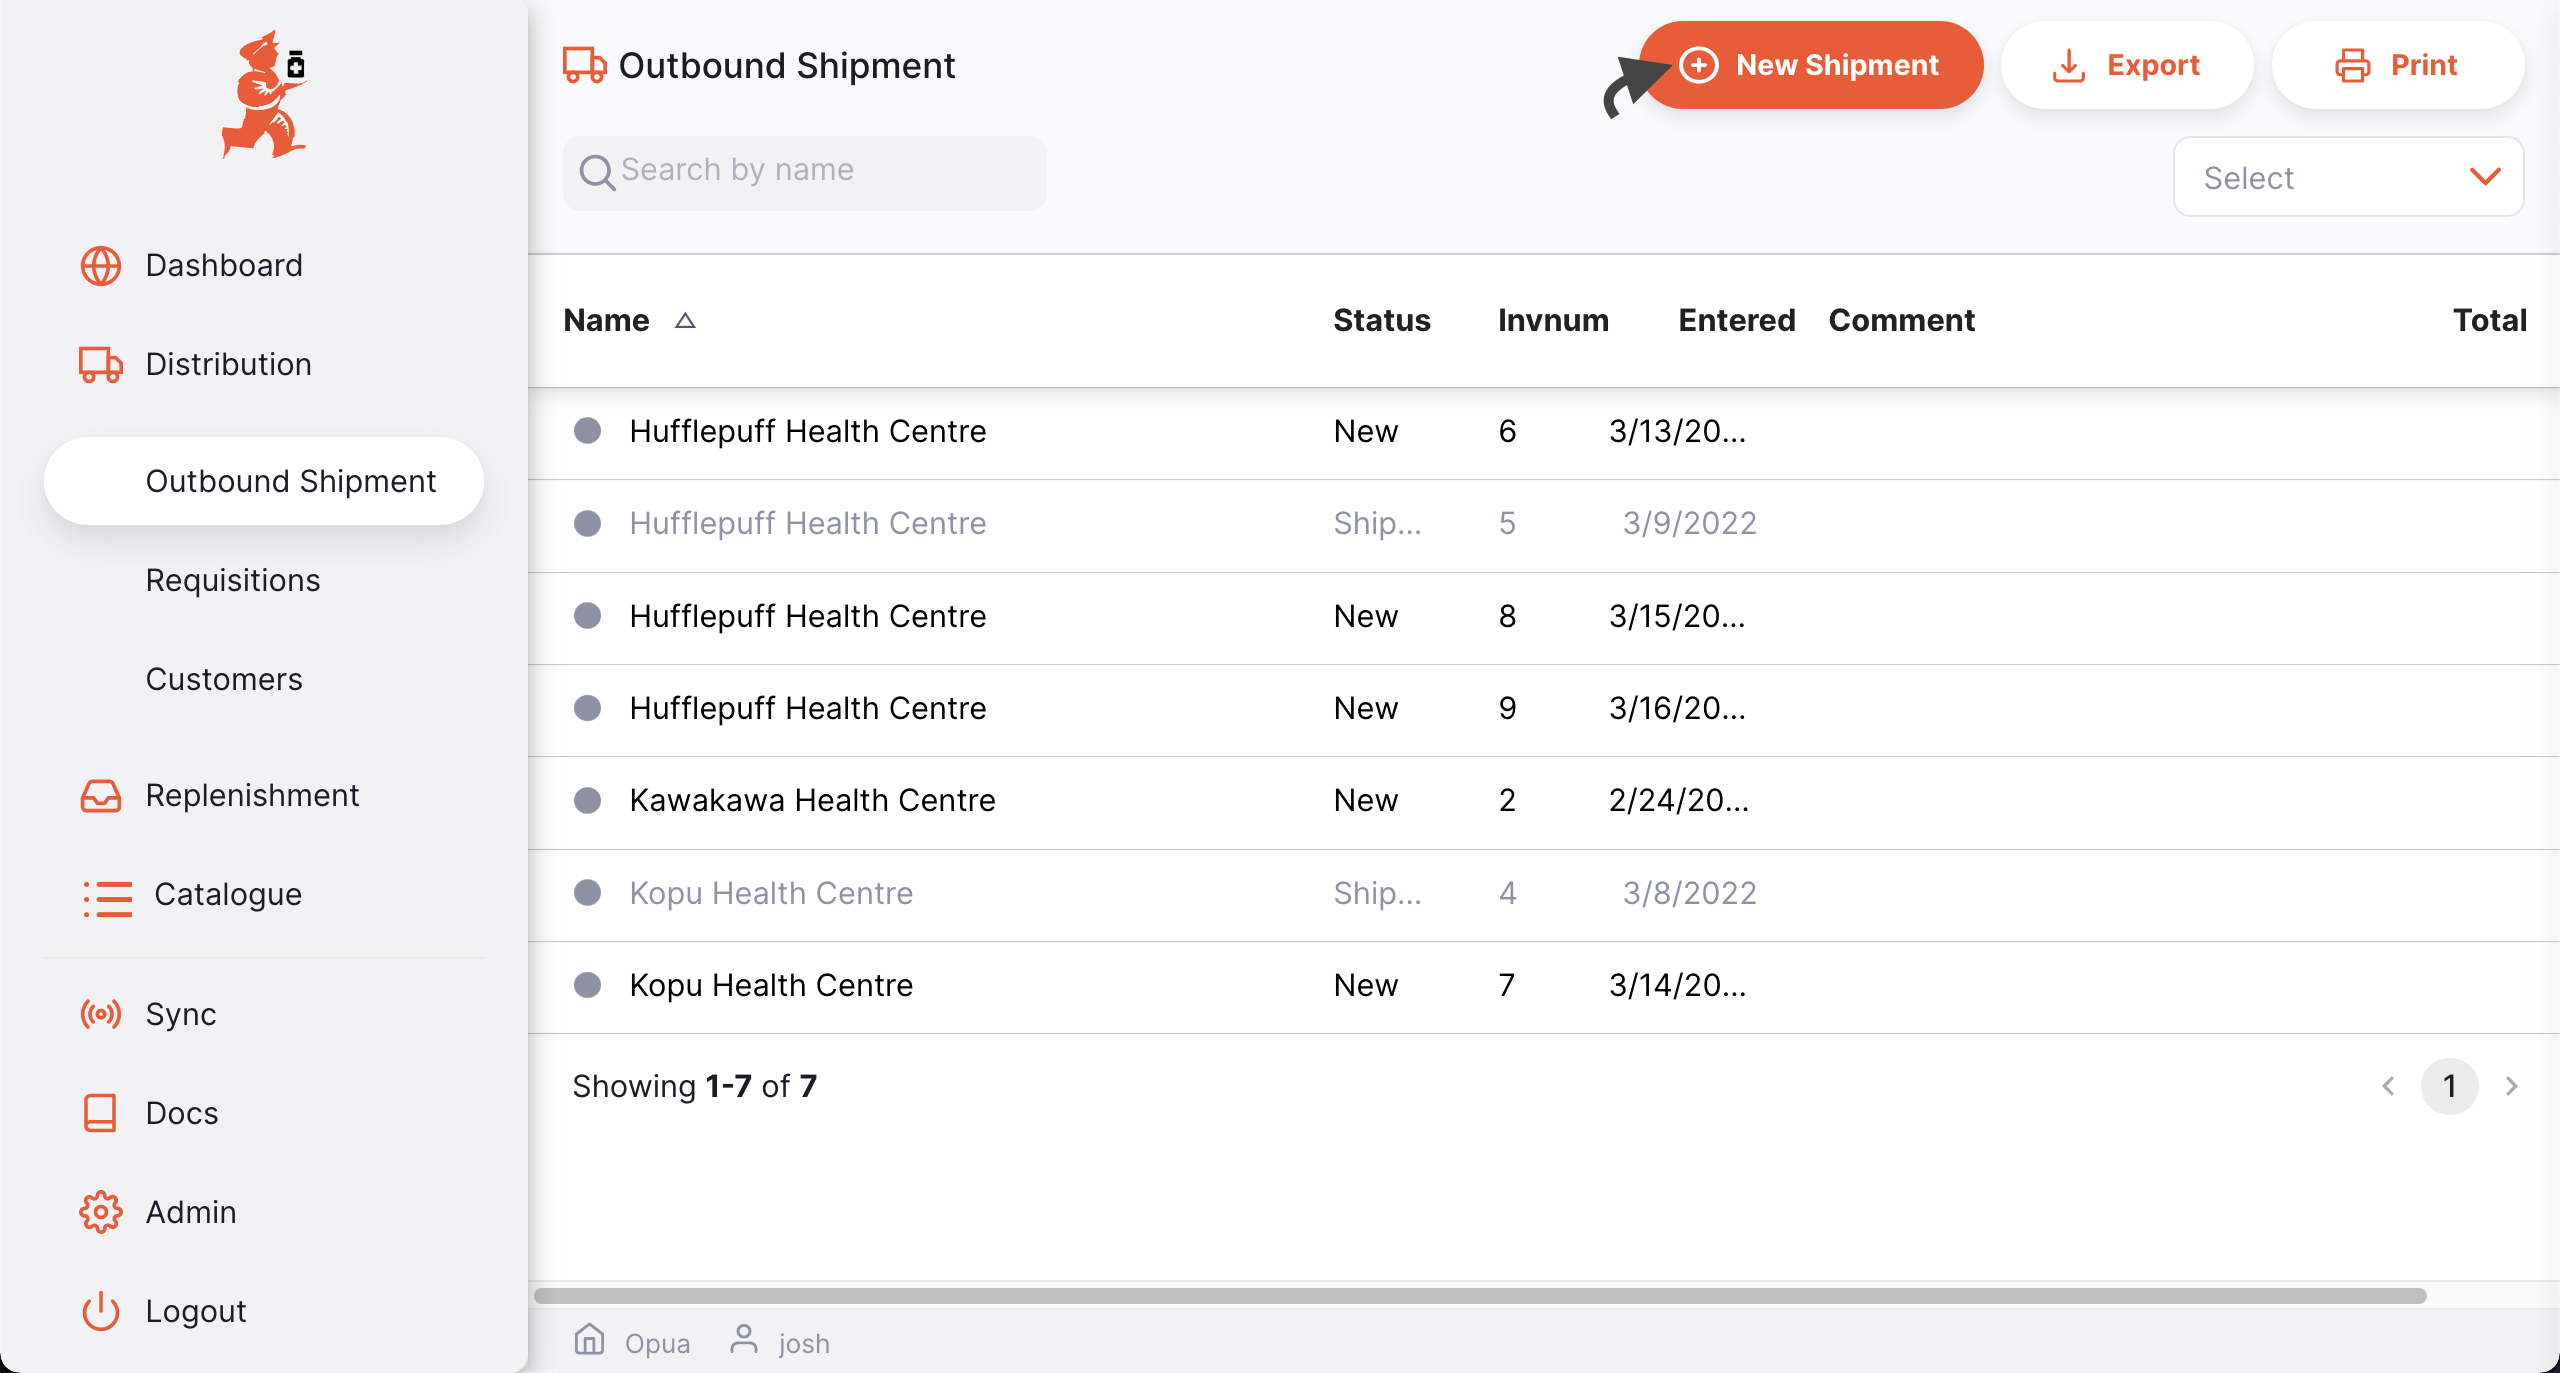 Dashboard
Distribution
Outbound Shipment
Requisitions
Customers
Replenishment
Catalogue
Sync
Docs
Admin
Logout
Outbound Shipment
New Shipment
Export
Print
Search by name
Select
Name Status Invnum Entered Comment Total
Hufflepuff Health Centre New 6 3/13/20...
Hufflepuff Health Centre Ship... 5 3/9/2022
Hufflepuff Health Centre New 8 3/15/20...
Hufflepuff Health Centre New 9 3/16/20...
Kawakawa Health Centre New 2 2/24/20...
Kopu Health Centre Ship... 4 3/8/2022
Kopu Health Centre New 7 3/14/20...
Showing 1-7 of 7
1
Opua josh